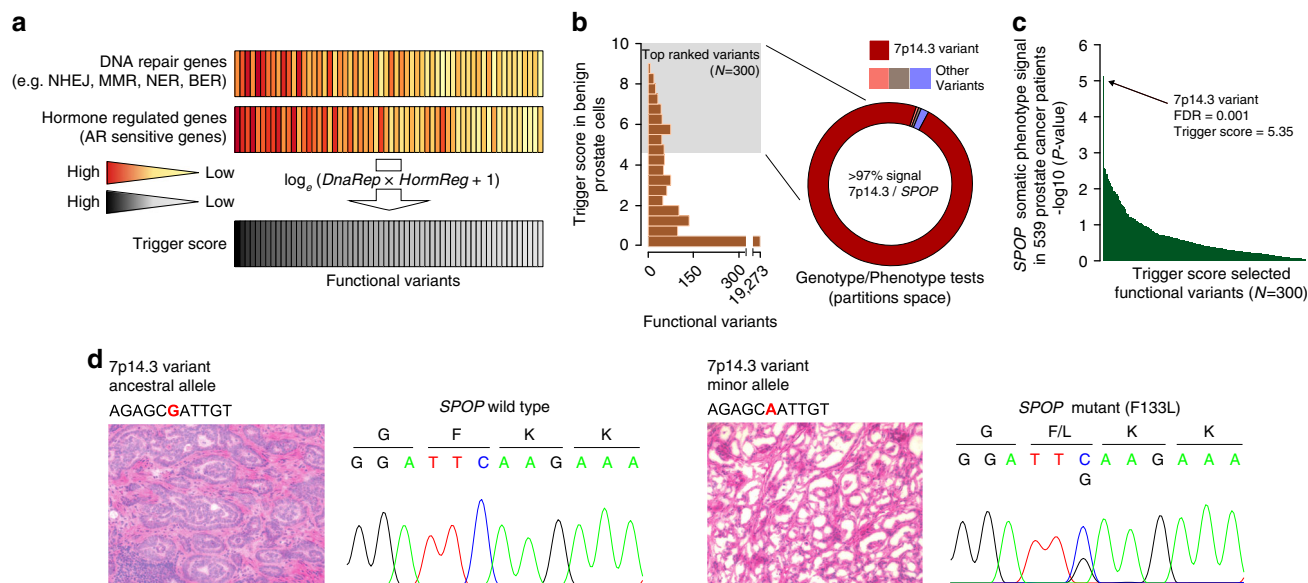 a
DNA repair genes
(e.g. NHEJ, MMR, NER, BER)
Hormone regulated genes
(AR sensitive genes)
High
Low
High
Low
log_e (DnaRep × HormReg + 1)
Trigger score
Functional variants
b
Trigger score in benign
prostate cells
10
8
6
4
2
0
Top ranked variants
(N=300)
0
150
300
19,273
Functional variants
7p14.3 variant
Other
Variants
>97% signal
7p14.3 / SPOP
Genotype/Phenotype tests
(partitions space)
c
SPOP somatic phenotype signal
in 539 prostate cancer patients
-log10 (P-value)
6
5
4
3
2
1
0
7p14.3 variant
FDR = 0.001
Trigger score = 5.35
Trigger score selected
functional variants (N=300)
d
7p14.3 variant
ancestral allele
AGAGCGATTGT
SPOP wild type
G F K K
G G A T T C A A G A A A
7p14.3 variant
minor allele
AGAGCAATTGT
SPOP mutant (F133L)
G F/L K K
G G A T T C A A G A A A
G